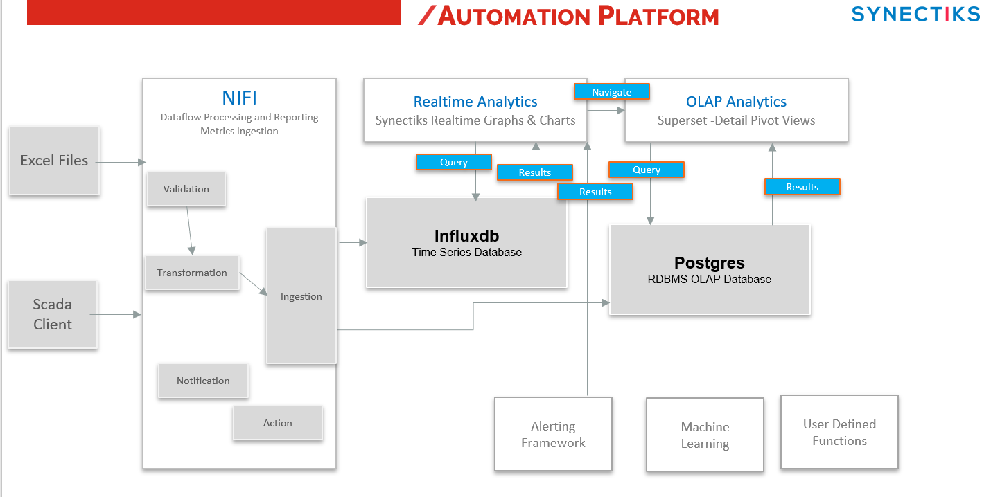 /AUTOMATION PLATFORM
SYNECTIKS
NIFI
Dataflow Processing and Reporting
Metrics Ingestion
Excel Files
Validation
Transformation
Ingestion
Scada
Client
Notification
Action
Realtime Analytics
Synectiks Realtime Graphs & Charts
Navigate
OLAP Analytics
Superset -Detail Pivot Views
Query
Results
Results
Query
Results
Influxdb
Time Series Database
Postgres
RDBMS OLAP Database
Alerting
Framework
Machine
Learning
User Defined
Functions